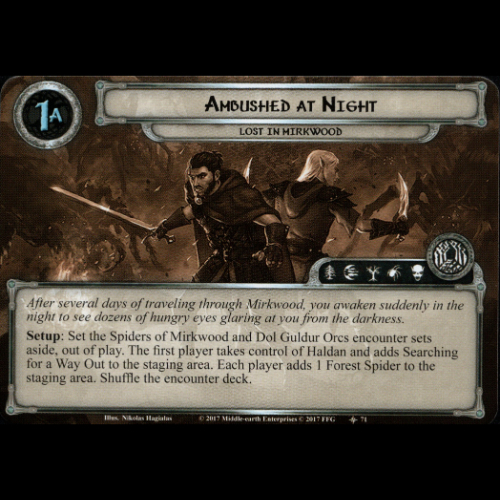 1A
AMBUSHED AT NIGHT
LOST IN MIRKWOOD
After several days of traveling through Mirkwood, you awaken suddenly in the
night to see dozens of hungry eyes glaring at you from the darkness.
Setup: Set the Spiders of Mirkwood and Dol Guldur Orcs encounter sets
aside, out of play. The first player takes control of Haldan and adds Searching
for a Way Out to the staging area. Each player adds 1 Forest Spider to the
staging area. Shuffle the encounter deck.
Illus. Nikolas Hagialas © 2017 Middle-earth Enterprises © 2017 FFG 71